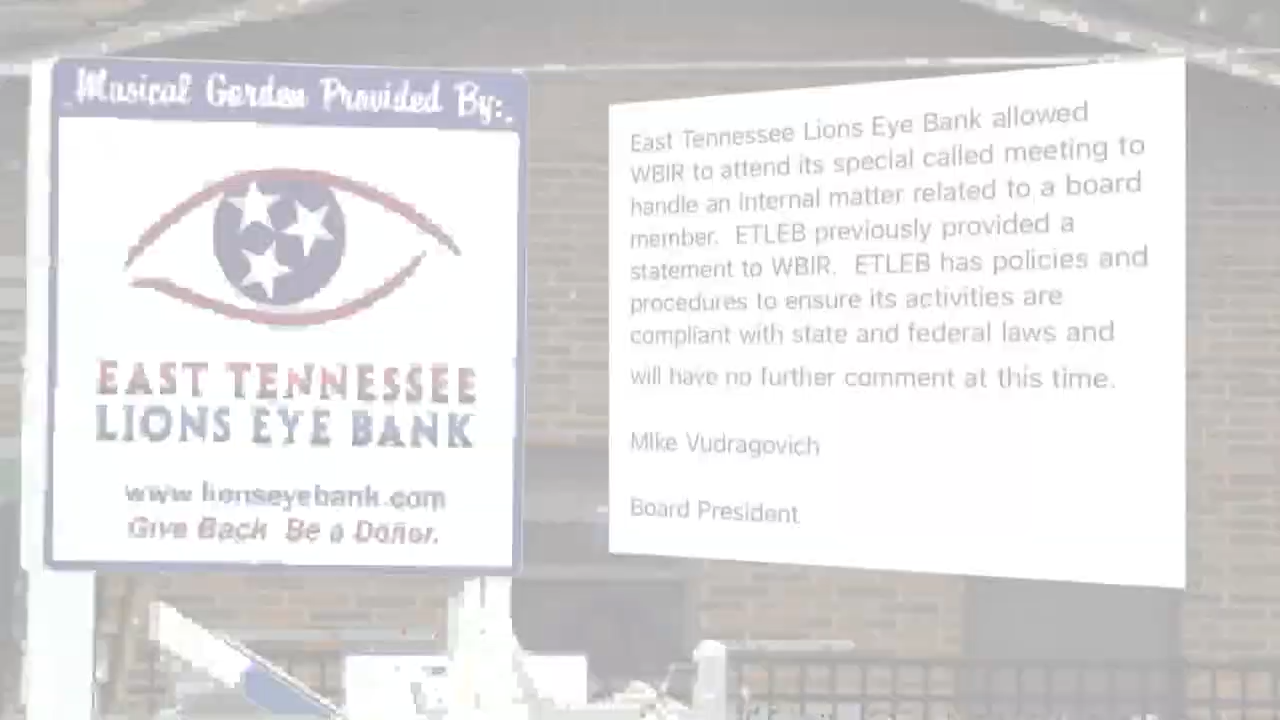 Musical Garden Provided By:
EAST TENNESSEE
LIONS EYE BANK
www.lionseyebank.com
Give Back Be a Donor.
East Tennessee Lions Eye Bank allowed
WBIR to attend its special called meeting to
handle an internal matter related to a board
member. ETLEB previously provided a
statement to WBIR. ETLEB has policies and
procedures to ensure its activities are
compliant with state and federal laws and
will have no further comment at this time.
Mike Vudragovich
Board President